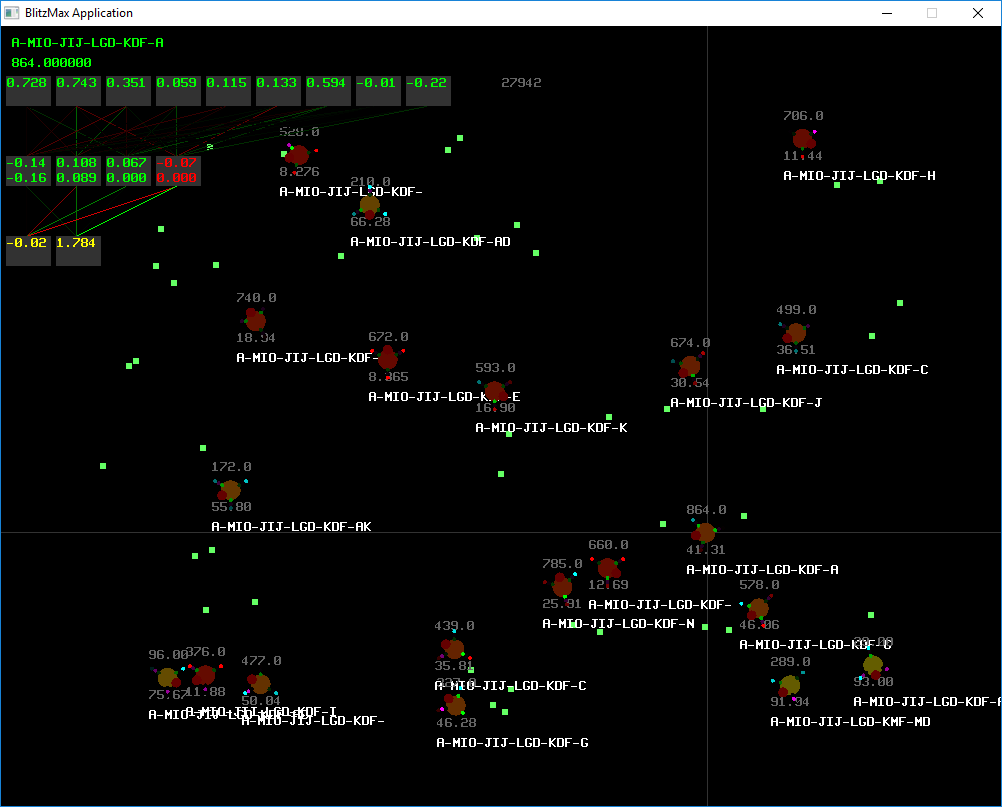 BlitzMax Application
A-MIO-JIJ-LGD-KDF-A
864.000000
0.728 0.743 0.351 0.059 0.115 0.133 0.594 -0.01 -0.22
27942
706.0
11.44
A-MIO-JIJ-LGD-KDF-H
8.276
A-MIO-JIJ-LGD-KDF-
-0.14 0.108 0.067 -0.87
-0.16 0.089 0.000 0.000
210.0
66.28
A-MIO-JIJ-LGD-KDF-AD
-0.02 1.784
740.0
18.94
A-MIO-JIJ-LGD-KDF-
499.0
36.51
A-MIO-JIJ-LGD-KDF-C
672.0
8.365
A-MIO-JIJ-LGD-KDF-E
674.0
30.54
A-MIO-JIJ-LGD-KDF-J
593.0
16.90
A-MIO-JIJ-LGD-KDF-K
172.0
55.80
A-MIO-JIJ-LGD-KDF-AK
864.0
41.31
A-MIO-JIJ-LGD-KDF-A
660.0
12.69
A-MIO-JIJ-LGD-KDF-
785.0
25.91
A-MIO-JIJ-LGD-KDF-N
578.0
46.06
A-MIO-JIJ-LGD-KDF-G
439.0
35.81
A-MIO-JIJ-LGD-KDF-C
93.00
A-MIO-JIJ-LGD-KDF-
96.00
75.67
376.0
11.88
A-MIO-JIJ-LGD-KDF-I
477.0
50.04
A-MIO-JIJ-LGD-KDF-
289.0
91.94
A-MIO-JIJ-LGD-KMF-MD
46.28
A-MIO-JIJ-LGD-KDF-G